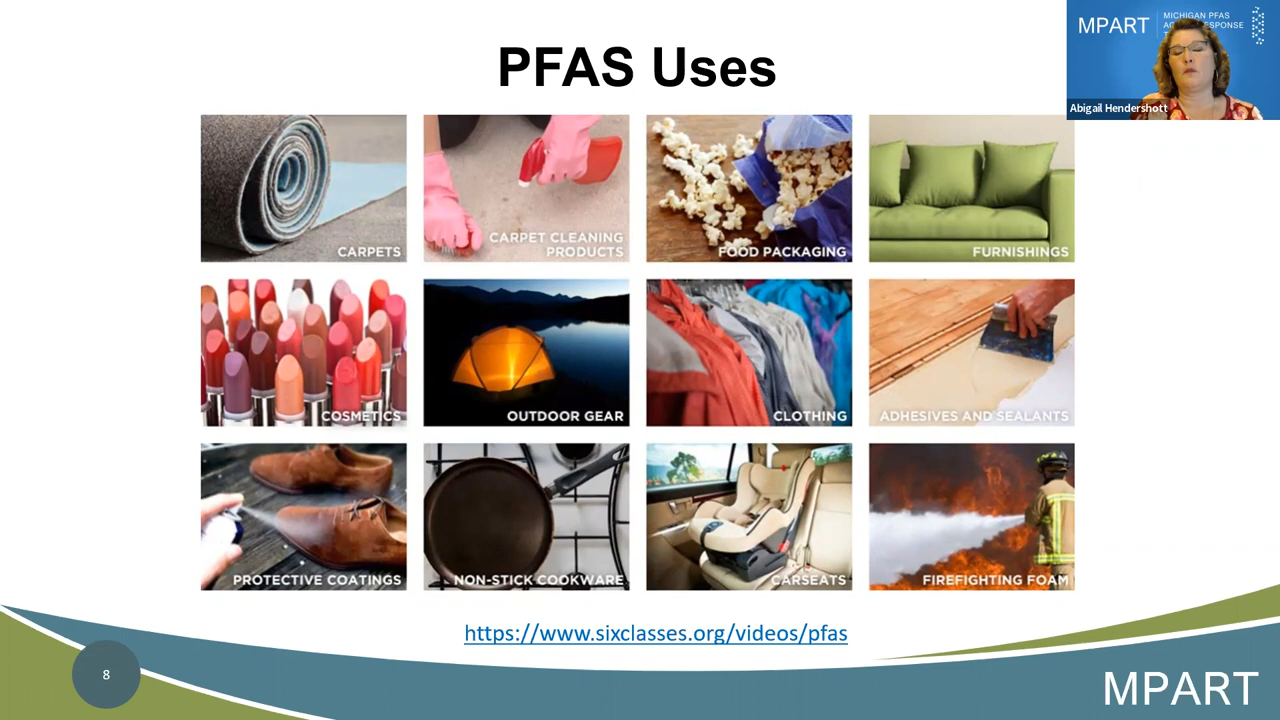 PFAS Uses
MPART
MICHIGAN PFAS
RESPONSE
Abigail Hendershott
CARPETS
CARPET CLEANING
PRODUCTS
FOOD PACKAGING
FURNISHINGS
COSMETICS
OUTDOOR GEAR
CLOTHING
ADHESIVES AND SEALANTS
PROTECTIVE COATINGS
NON-STICK COOKWARE
CARSEATS
FIREFIGHTING FOAM
https://www.sixclasses.org/videos/pfas
8
MPART